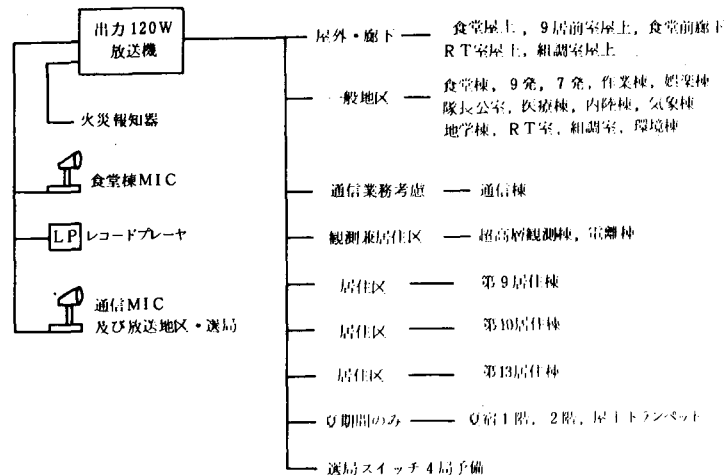 出力120W
放送機
火災報知器
食堂棟MIC
LP レコードプレーヤ
通信MIC
及び放送地区・選局
屋外・廊下 食堂屋上, 9居前室屋上, 食堂前廊下
RT室屋上, 組調室屋上
一般地区 食堂棟, 9発, 7発, 作業棟, 娯楽棟
隊長公室, 医療棟, 内陸棟, 気象棟
地学棟, RT室, 組調室, 環境棟
通信業務考慮 通信棟
観測兼居住区 超高層観測棟, 電離棟
居住区 第9居住棟
居住区 第10居住棟
居住区 第13居住棟
夏期間のみ 夏宿1階, 2階, 屋上トランペット
選局スイッチ4局予備